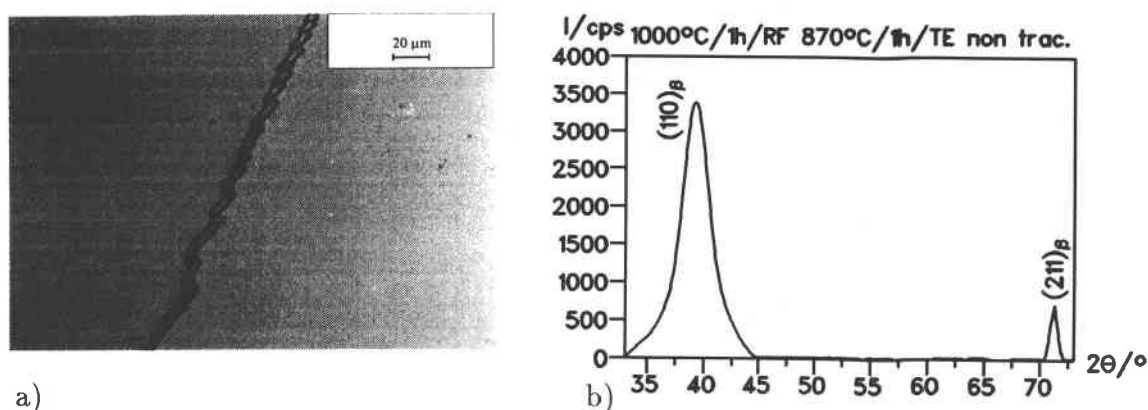 20 µm
a)
I/cps 1000°C/1h/RF 870°C/1h/TE non trac.
4000
3500
3000
2500
2000
1500
1000
500
0
(110)β
(211)β
35 40 45 50 55 60 65 70 2θ/°
b)